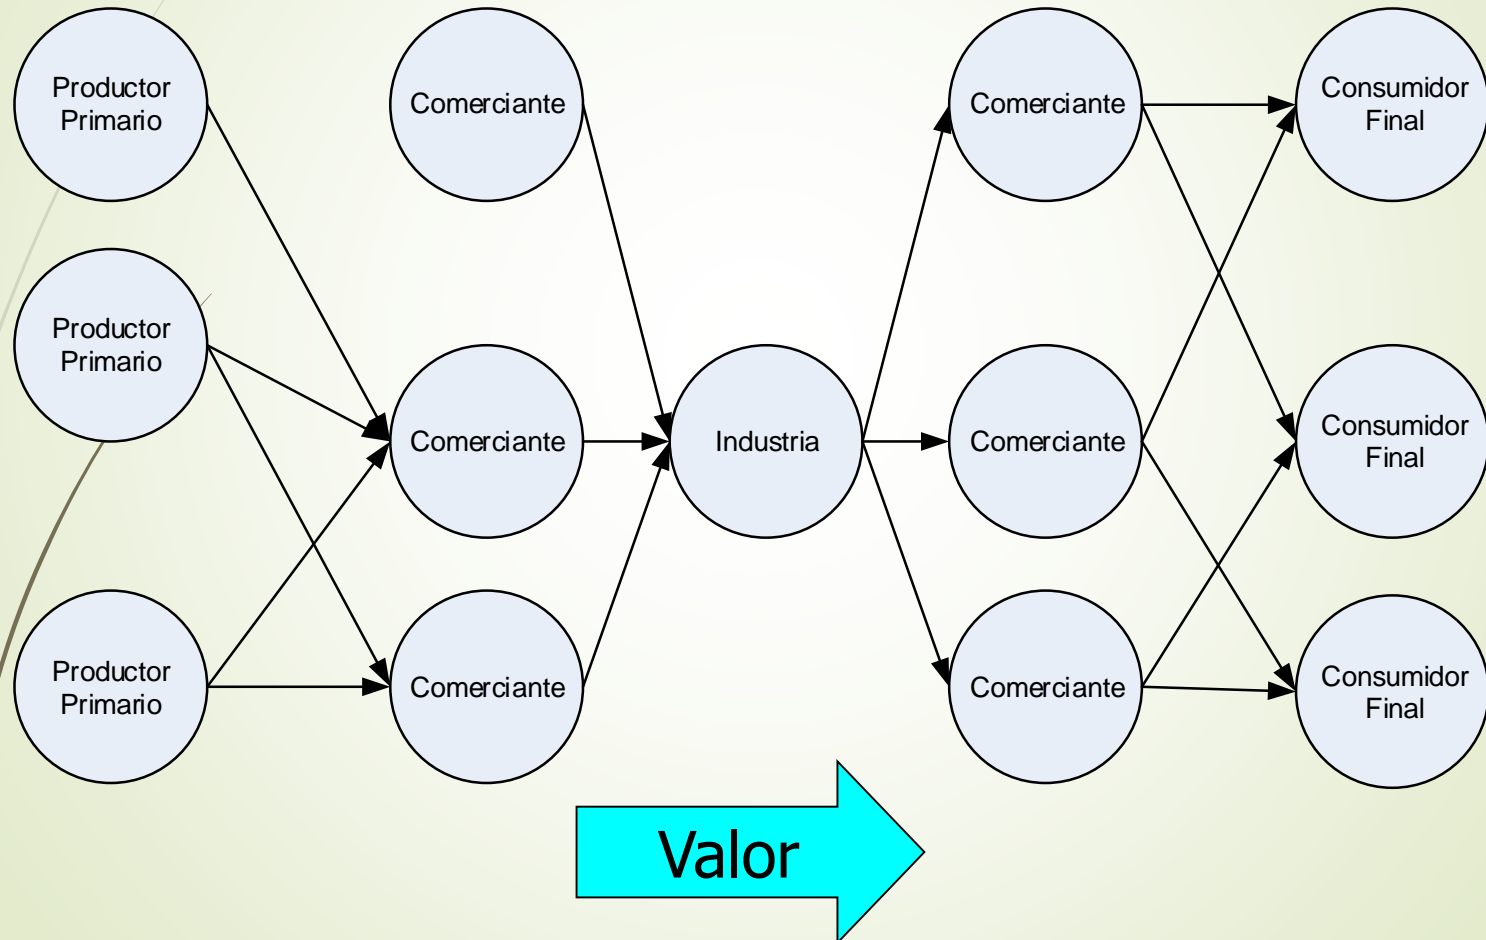 Productor
Primario
Comerciante
Comerciante
Consumidor
Final
Productor
Primario
Comerciante
Industria
Comerciante
Consumidor
Final
Productor
Primario
Comerciante
Comerciante
Consumidor
Final
Valor